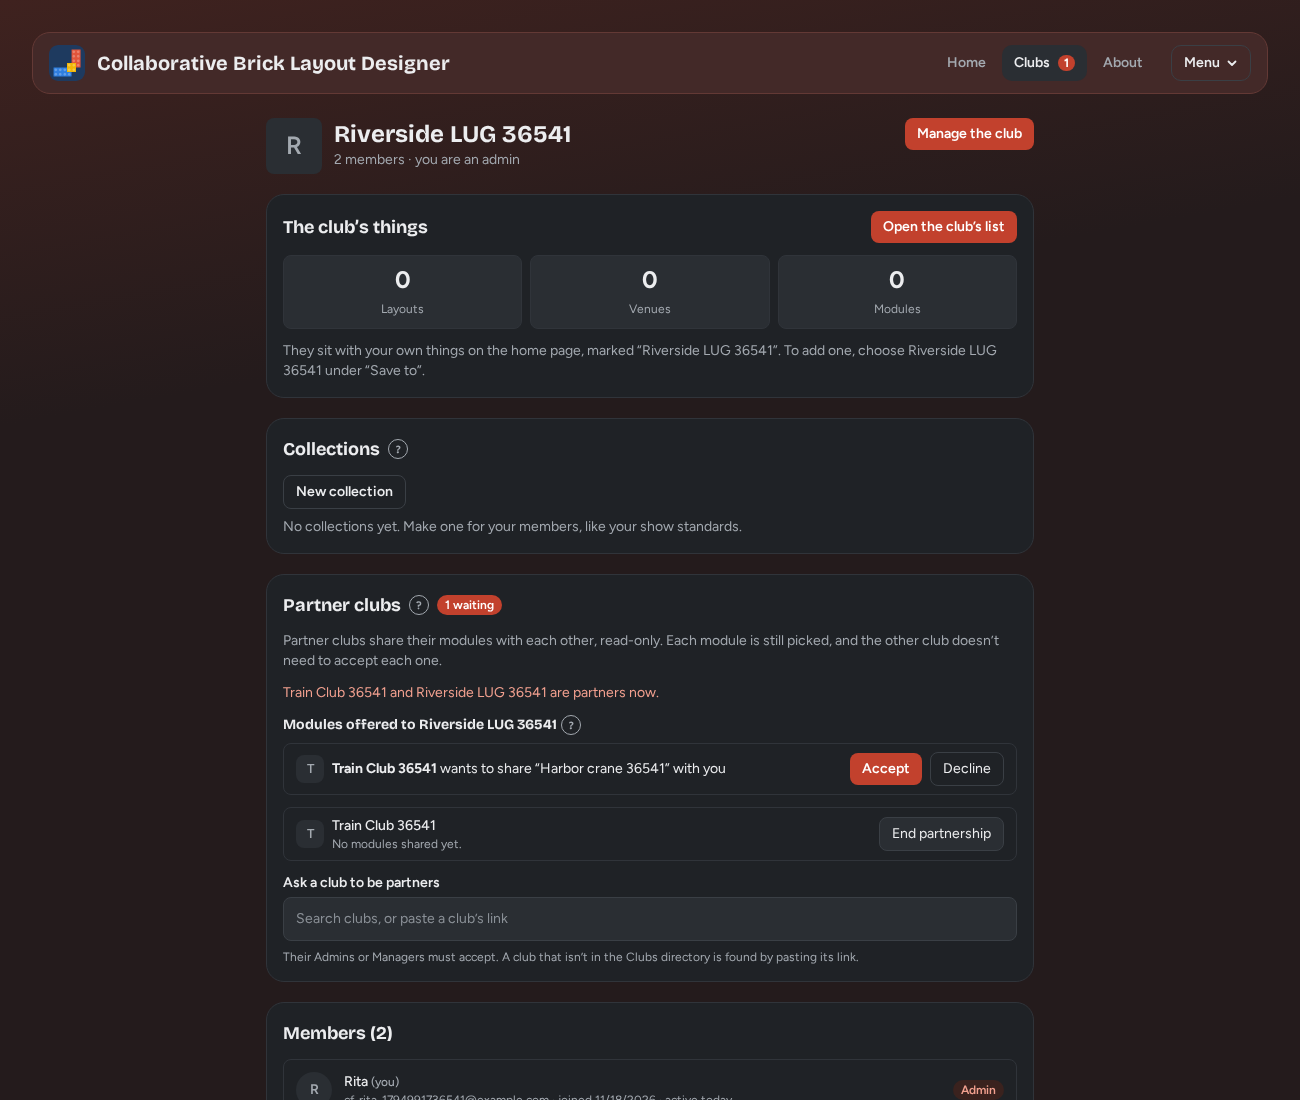 Collaborative Brick Layout Designer
Home
Clubs 1
About
Menu
R
Riverside LUG 36541
2 members · you are an admin
Manage the club
The club’s things
Open the club’s list
0
Layouts
0
Venues
0
Modules
They sit with your own things on the home page, marked “Riverside LUG 36541”. To add one, choose Riverside LUG
36541 under “Save to”.
Collections ?
New collection
No collections yet. Make one for your members, like your show standards.
Partner clubs ? 1 waiting
Partner clubs share their modules with each other, read-only. Each module is still picked, and the other club doesn’t
need to accept each one.
Train Club 36541 and Riverside LUG 36541 are partners now.
Modules offered to Riverside LUG 36541 ?
T
Train Club 36541 wants to share “Harbor crane 36541” with you
Accept
Decline
T
Train Club 36541
No modules shared yet.
End partnership
Ask a club to be partners
Search clubs, or paste a club’s link
Their Admins or Managers must accept. A club that isn’t in the Clubs directory is found by pasting its link.
Members (2)
R
Rita (you)
Admin